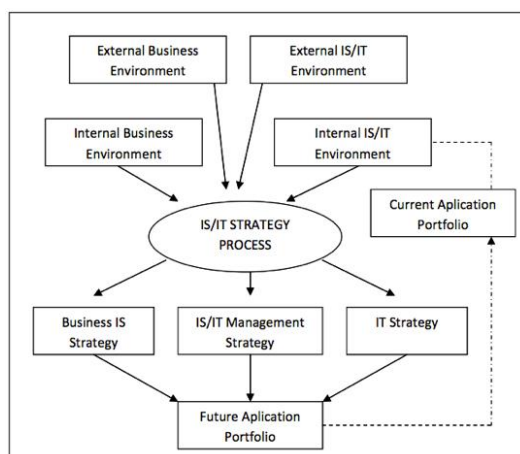 External Business
Environment
External IS/IT
Environment
Internal Business
Environment
Internal IS/IT
Environment
Current Aplication
Portfolio
IS/IT STRATEGY
PROCESS
Business IS
Strategy
IS/IT Management
Strategy
IT Strategy
Future Aplication
Portfolio